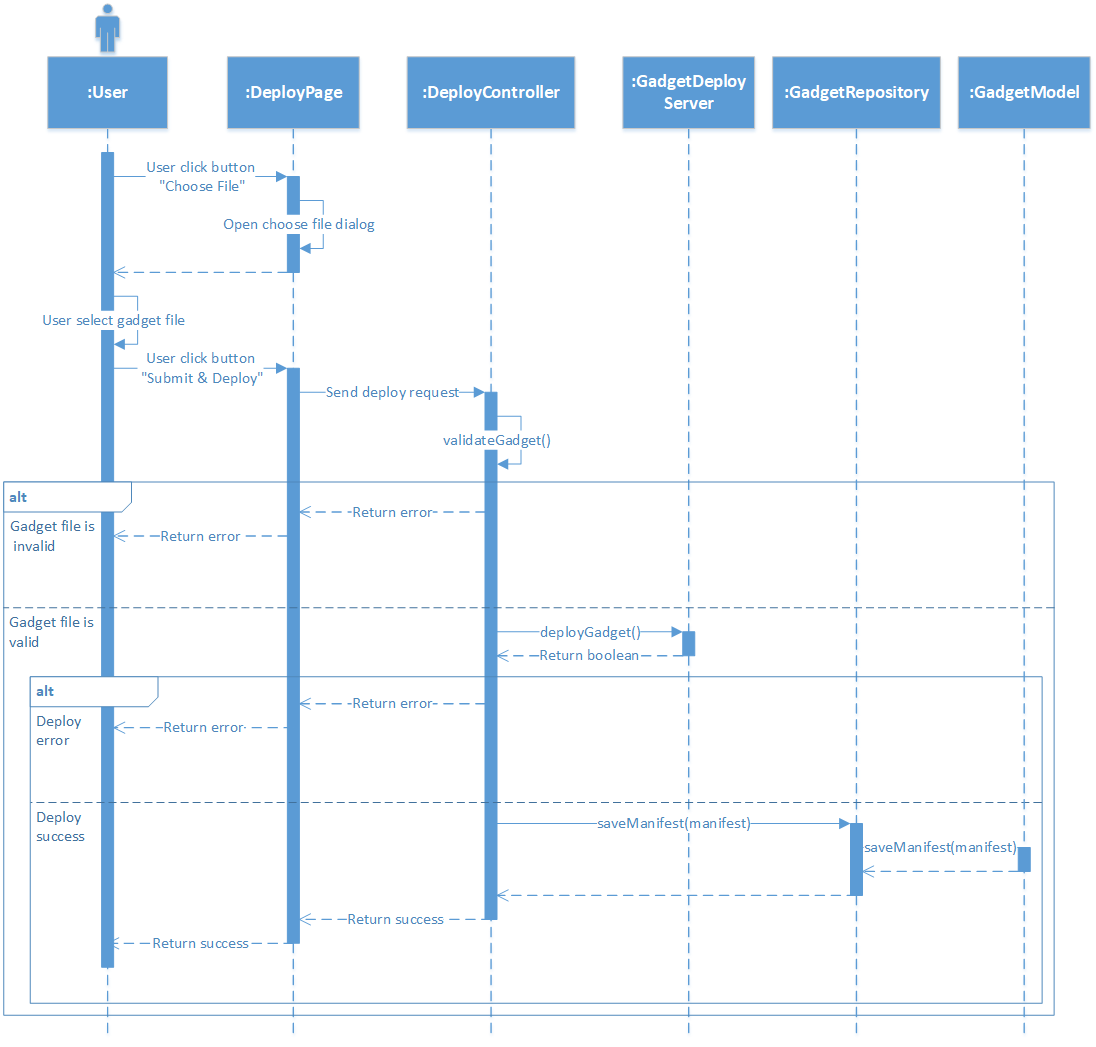 :User
:DeployPage
:DeployController
:GadgetDeploy
Server
:GadgetRepository
:GadgetModel
User click button
"Choose File"
Open choose file dialog
User select gadget file
User click button
"Submit & Deploy"
Send deploy request
validateGadget()
alt
Gadget file is
invalid
Return error
Return error
Gadget file is
valid
deployGadget()
Return boolean
alt
Deploy
error
Return error
Return error
Deploy
success
saveManifest(manifest)
saveManifest(manifest)
Return success
Return success